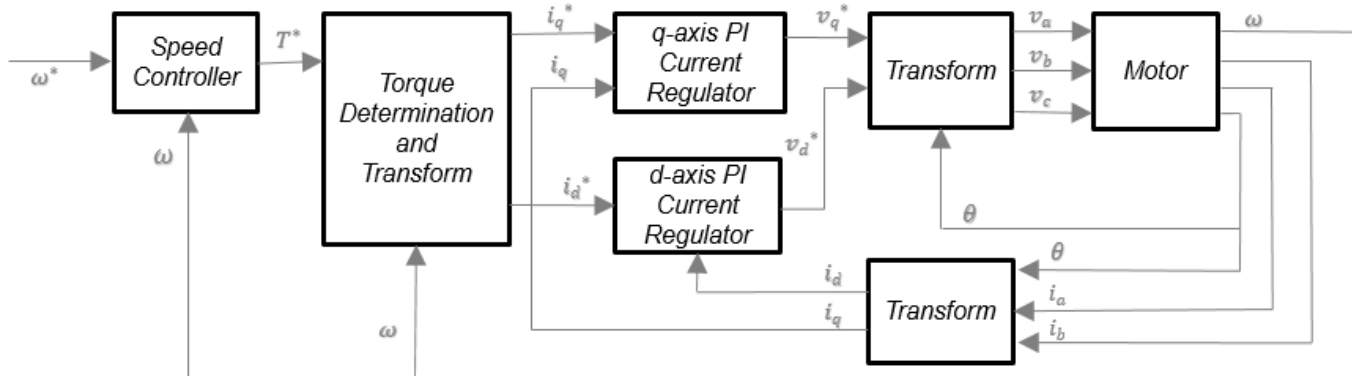 ω*
Speed
Controller
ω
T*
Torque
Determination
and
Transform
ω
i_q*
i_q
q-axis PI
Current
Regulator
v_q*
i_d*
d-axis PI
Current
Regulator
v_d*
Transform
v_a
v_b
v_c
Motor
ω
θ
θ
i_d
i_q
Transform
i_a
i_b